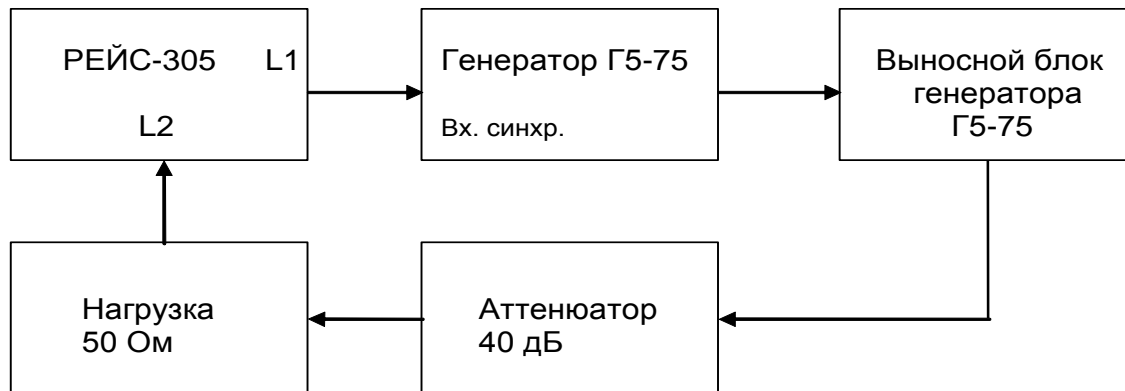 РЕЙС-305 L1
L2
Генератор Г5-75
Вх. синхр.
Выносной блок
генератора
Г5-75
Нагрузка
50 Ом
Аттенюатор
40 дБ